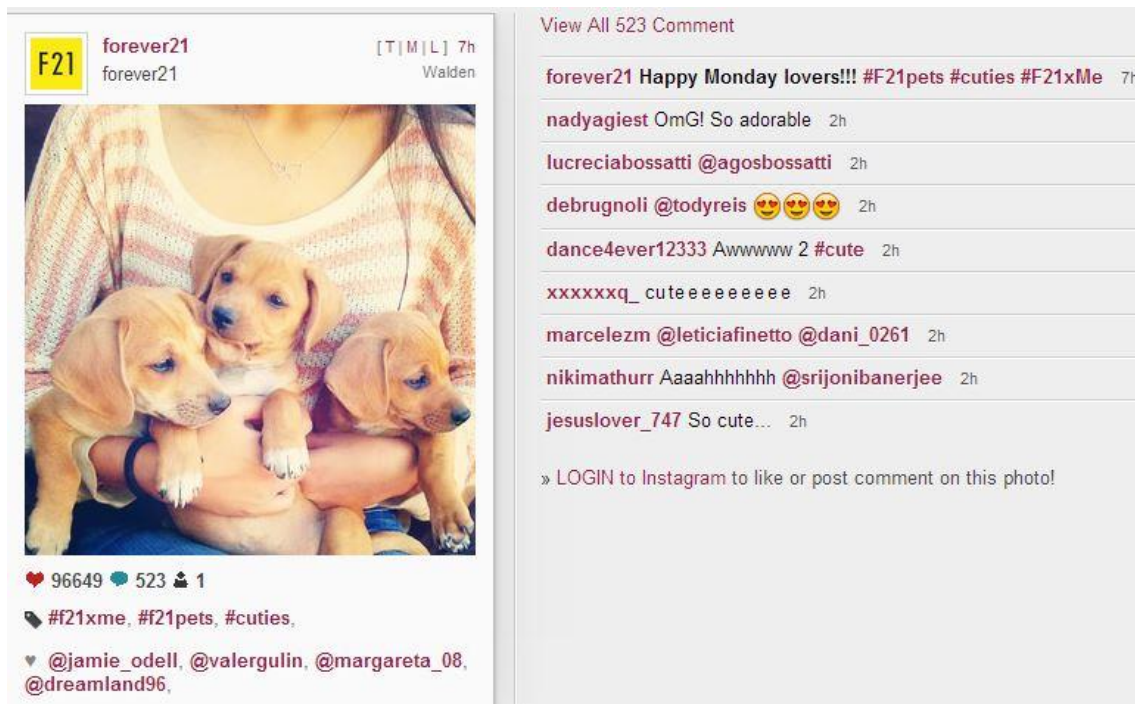 F21
forever21
[ T | M | L ] 7h
forever21
Walden
96649 523 1
#f21xme, #f21pets, #cuties,
♥ @jamie_odell, @valergulin, @margareta_08,
@dreamland96,
View All 523 Comment
forever21 Happy Monday lovers!!! #F21pets #cuties #F21xMe 7h
nadyagiest OmG! So adorable 2h
lucreciabossatti @agosbossatti 2h
debrugnoli @todyreis 😍😍😍 2h
dance4ever12333 Awwwww 2 #cute 2h
xxxxxxq_ cuteeeeeeeee 2h
marcelezm @leticiafinetto @dani_0261 2h
nikimathurr Aaaahhhhhhh @srijonibanerjee 2h
jesuslover_747 So cute... 2h
» LOGIN to Instagram to like or post comment on this photo!